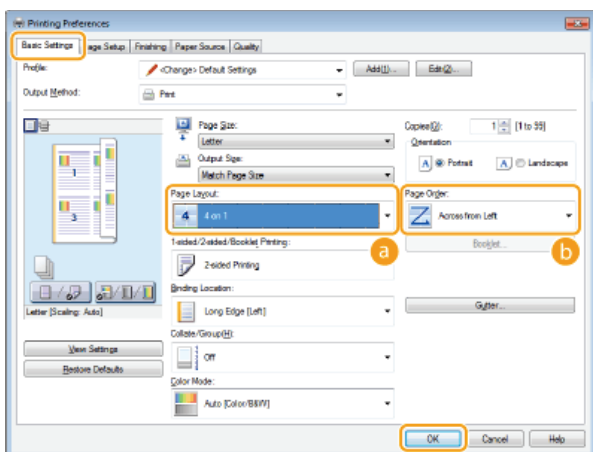 Printing Preferences
Basic Settings Page Setup Finishing Paper Source Quality
Profile: <Change> Default Settings Add(1)... Edit(2)...
Output Method: Print
Page Size:
Letter
Output Size:
Match Page Size
Copies(Q): 1 [1 to 99]
Orientation
A Portrait A Landscape
Page Layout:
4 4 on 1
a
Page Order:
Z Across from Left
b
1-sided/2-sided/Booklet Printing:
2-sided Printing
Booklet...
Binding Location:
Long Edge [Left]
Gutter...
Collate/Group(H):
Off
Color Mode:
Auto [Color/B&W]
1
3
Letter [Scaling: Auto]
View Settings
Restore Defaults
OK Cancel Help